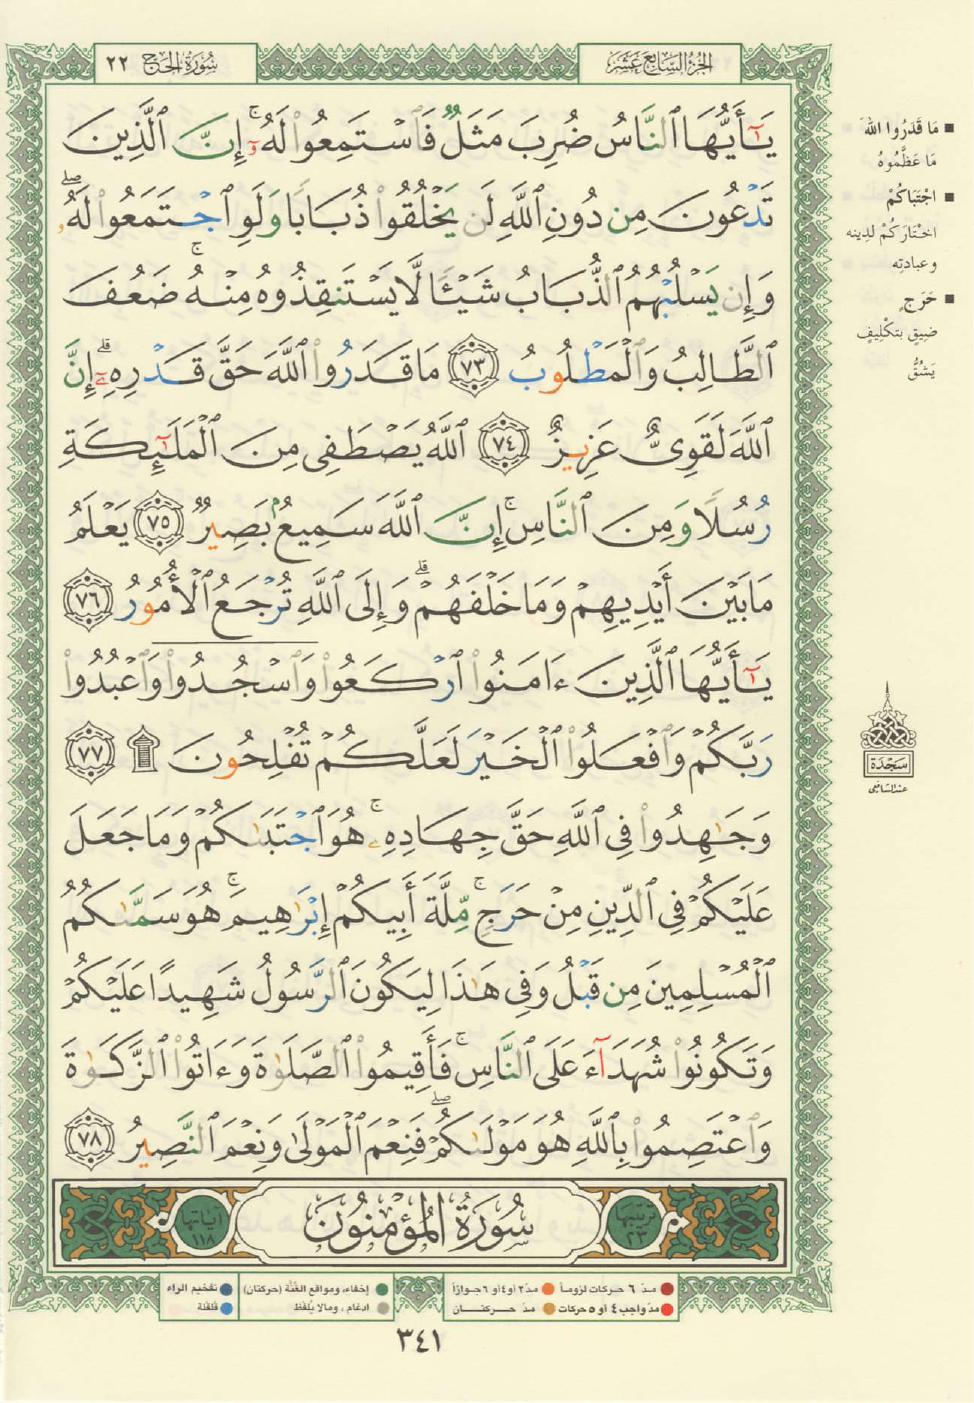 الجزء السابع عشر
سورة الحج ٢٢
يَٰٓأَيُّهَا ٱلنَّاسُ ضُرِبَ مَثَلٌ فَٱسْتَمِعُوا۟ لَهُۥٓ ۚ إِنَّ ٱلَّذِينَ
تَدْعُونَ مِن دُونِ ٱللَّهِ لَن يَخْلُقُوا۟ ذُبَابًا وَلَوِ ٱجْتَمَعُوا۟ لَهُۥ ۖ
وَإِن يَسْلُبْهُمُ ٱلذُّبَابُ شَيْـًٔا لَّا يَسْتَنقِذُوهُ مِنْهُ ۚ ضَعُفَ
ٱلطَّالِبُ وَٱلْمَطْلُوبُ ٧٣ مَا قَدَرُوا۟ ٱللَّهَ حَقَّ قَدْرِهِۦٓ ۗ إِنَّ
ٱللَّهَ لَقَوِىٌّ عَزِيزٌ ٧٤ ٱللَّهُ يَصْطَفِى مِنَ ٱلْمَلَٰٓئِكَةِ
رُسُلًا وَمِنَ ٱلنَّاسِ ۚ إِنَّ ٱللَّهَ سَمِيعٌۢ بَصِيرٌ ٧٥ يَعْلَمُ
مَا بَيْنَ أَيْدِيهِمْ وَمَا خَلْفَهُمْ ۗ وَإِلَى ٱللَّهِ تُرْجَعُ ٱلْأُمُورُ ٧٦
يَٰٓأَيُّهَا ٱلَّذِينَ ءَامَنُوا۟ ٱرْكَعُوا۟ وَٱسْجُدُوا۟ وَٱعْبُدُوا۟
رَبَّكُمْ وَٱفْعَلُوا۟ ٱلْخَيْرَ لَعَلَّكُمْ تُفْلِحُونَ ۩ ٧٧
وَجَٰهِدُوا۟ فِى ٱللَّهِ حَقَّ جِهَادِهِۦ ۚ هُوَ ٱجْتَبَىٰكُمْ وَمَا جَعَلَ
عَلَيْكُمْ فِى ٱلدِّينِ مِنْ حَرَجٍ ۚ مِّلَّةَ أَبِيكُمْ إِبْرَٰهِيمَ ۚ هُوَ سَمَّىٰكُمُ
ٱلْمُسْلِمِينَ مِن قَبْلُ وَفِى هَٰذَا لِيَكُونَ ٱلرَّسُولُ شَهِيدًا عَلَيْكُمْ
وَتَكُونُوا۟ شُهَدَآءَ عَلَى ٱلنَّاسِ ۚ فَأَقِيمُوا۟ ٱلصَّلَوٰةَ وَءَاتُوا۟ ٱلزَّكَوٰةَ
وَٱعْتَصِمُوا۟ بِٱللَّهِ هُوَ مَوْلَىٰكُمْ ۖ فَنِعْمَ ٱلْمَوْلَىٰ وَنِعْمَ ٱلنَّصِيرُ ٧٨
ترتيبها ٢٣
سُورَةُ المُؤْمِنُونَ
آياتها ١١٨
■ مَا قَدَرُوا اللهَ
مَا عَظَّمُوهُ
■ اجْتَبَاكُمْ
اخْتَارَكُمْ لدِينه
وعبادته
■ حَرَجٍ
ضِيقٍ بتكْلِيفٍ
يَشُقُّ
سَجْدَة
عند الشافعي
مدّ ٦ حركات لزوماً
مدّ ٢ أو ٤ أو ٦ جوازاً
إخفاء، ومواقع الغُنَّة (حركتان)
تفخيم الراء
مدّ واجب ٤ أو ٥ حركات
مدّ حركتان
ادغام، ومالا يُلفَظ
قلقلة
٣٤١